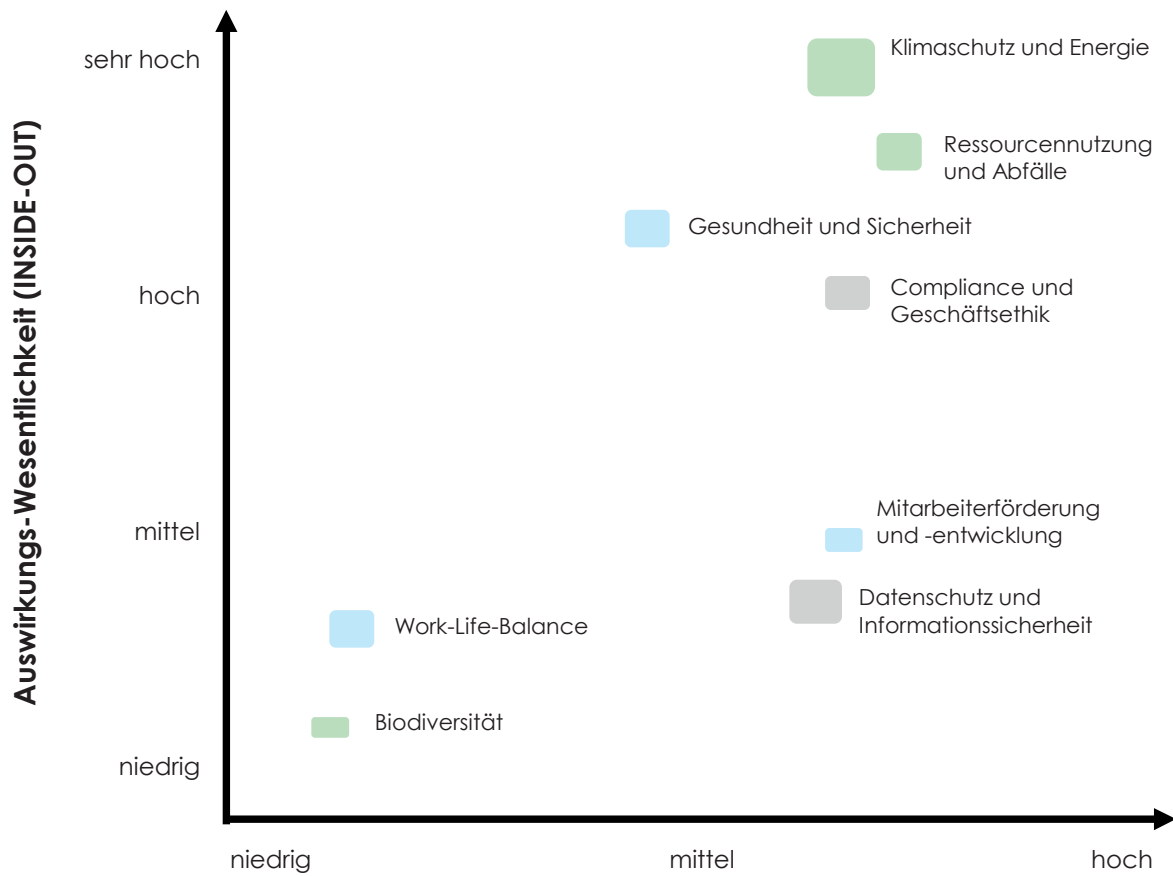 sehr hoch
Klimaschutz und Energie
Ressourcennutzung
und Abfälle
Gesundheit und Sicherheit
hoch
Compliance und
Geschäftsethik
Auswirkungs-Wesentlichkeit (INSIDE-OUT)
mittel
Mitarbeiterförderung
und -entwicklung
Datenschutz und
Informationssicherheit
Work-Life-Balance
Biodiversität
niedrig
niedrig
mittel
hoch